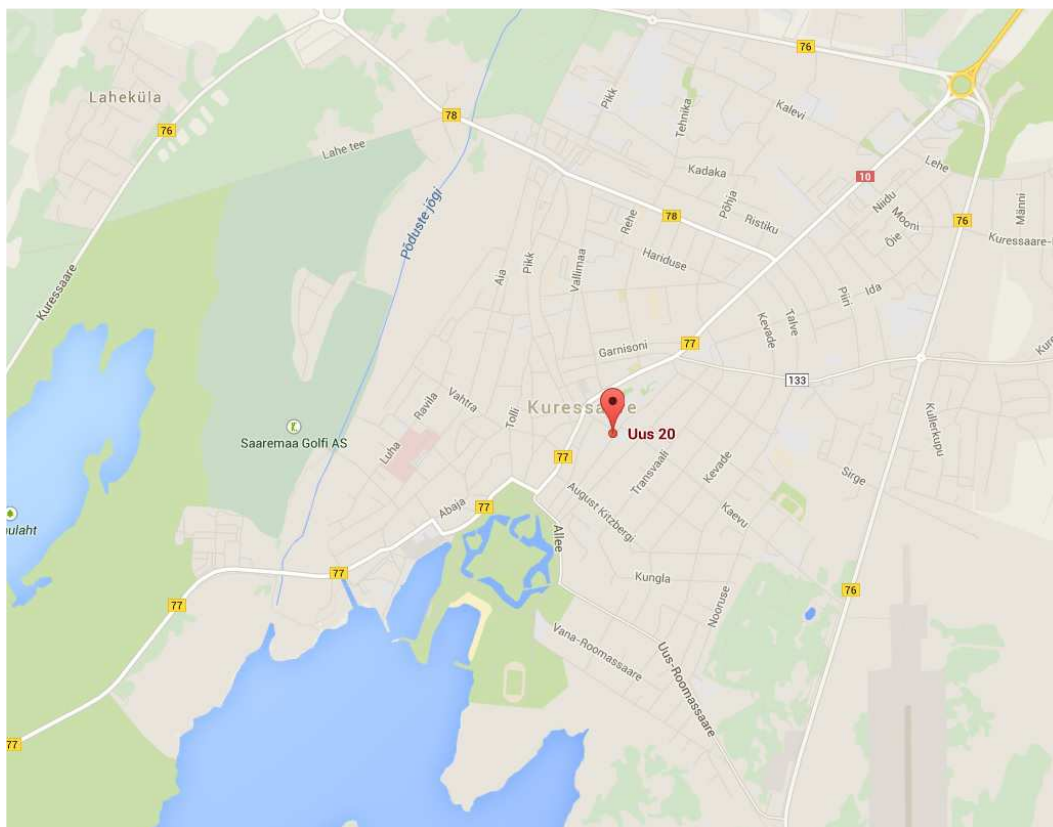 76
Pikk
Tehnika
Kalevi
Laheküla
76
78
Lahe tee
Kadaka
10
Lehe
Niidu
Mooni
Õie
Männi
Põhja
Ristiku
78
Rehe
76
Kuressaare-
Põduste jõgi
Hariduse
Vallimaa
Aia
Pikk
Piiri
Ida
Kuressaare
Talve
Kevade
77
Garnisoni
Kure
133
Ravila
Vahtra
Tolli
Kuressaare
Uus 20
Saaremaa Golfi AS
Luha
77
Transvaali
Kevade
Kullerkupu
Sirge
August Kitzbergi
Kaevu
Abaja
77
ulaht
Allee
77
Kungla
Nooruse
76
77
Vana-Roomassaare
Uus-Roomassaare
77